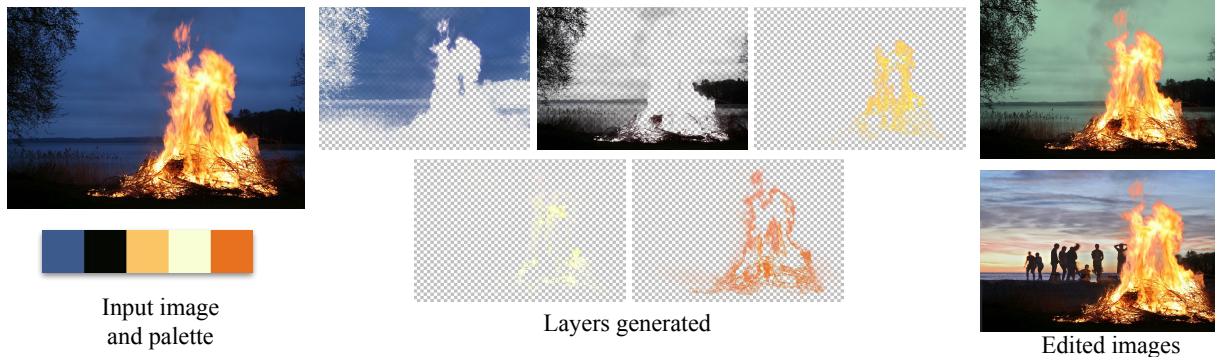 Input image
and palette
Layers generated
Edited images